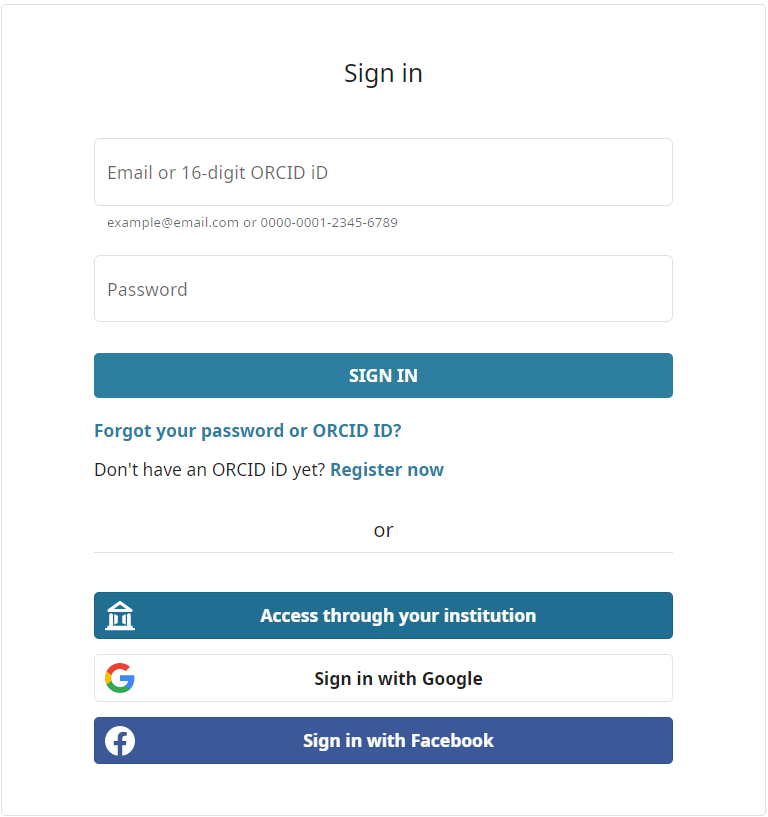 Sign in
Email or 16-digit ORCID iD
example@email.com or 0000-0001-2345-6789
Password
SIGN IN
Forgot your password or ORCID ID?
Don't have an ORCID iD yet? Register now
or
Access through your institution
Sign in with Google
Sign in with Facebook